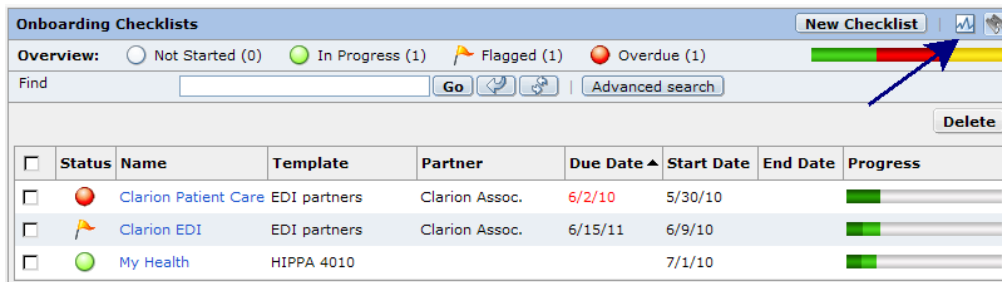 Onboarding Checklists New Checklist
Overview: Not Started (0) In Progress (1) Flagged (1) Overdue (1)
Find Go Advanced search
Delete
Status Name Template Partner Due Date Start Date End Date Progress
Clarion Patient Care EDI partners Clarion Assoc. 6/2/10 5/30/10
Clarion EDI EDI partners Clarion Assoc. 6/15/11 6/9/10
My Health HIPPA 4010 7/1/10